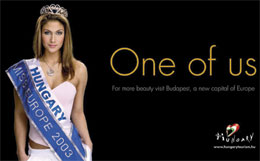 One of us
For more beauty visit Budapest, a new capital of Europe
HUNGARY
MISS EUROPE 2003
Hungary
www.hungarytourism.hu